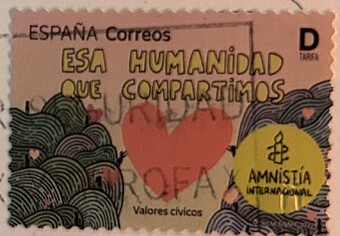 ESPAÑA Correos
D
TARIFA
ESA HUMANIDAD
QUE COMPARTIMOS
AMNISTÍA
INTERNACIONAL
Valores cívicos